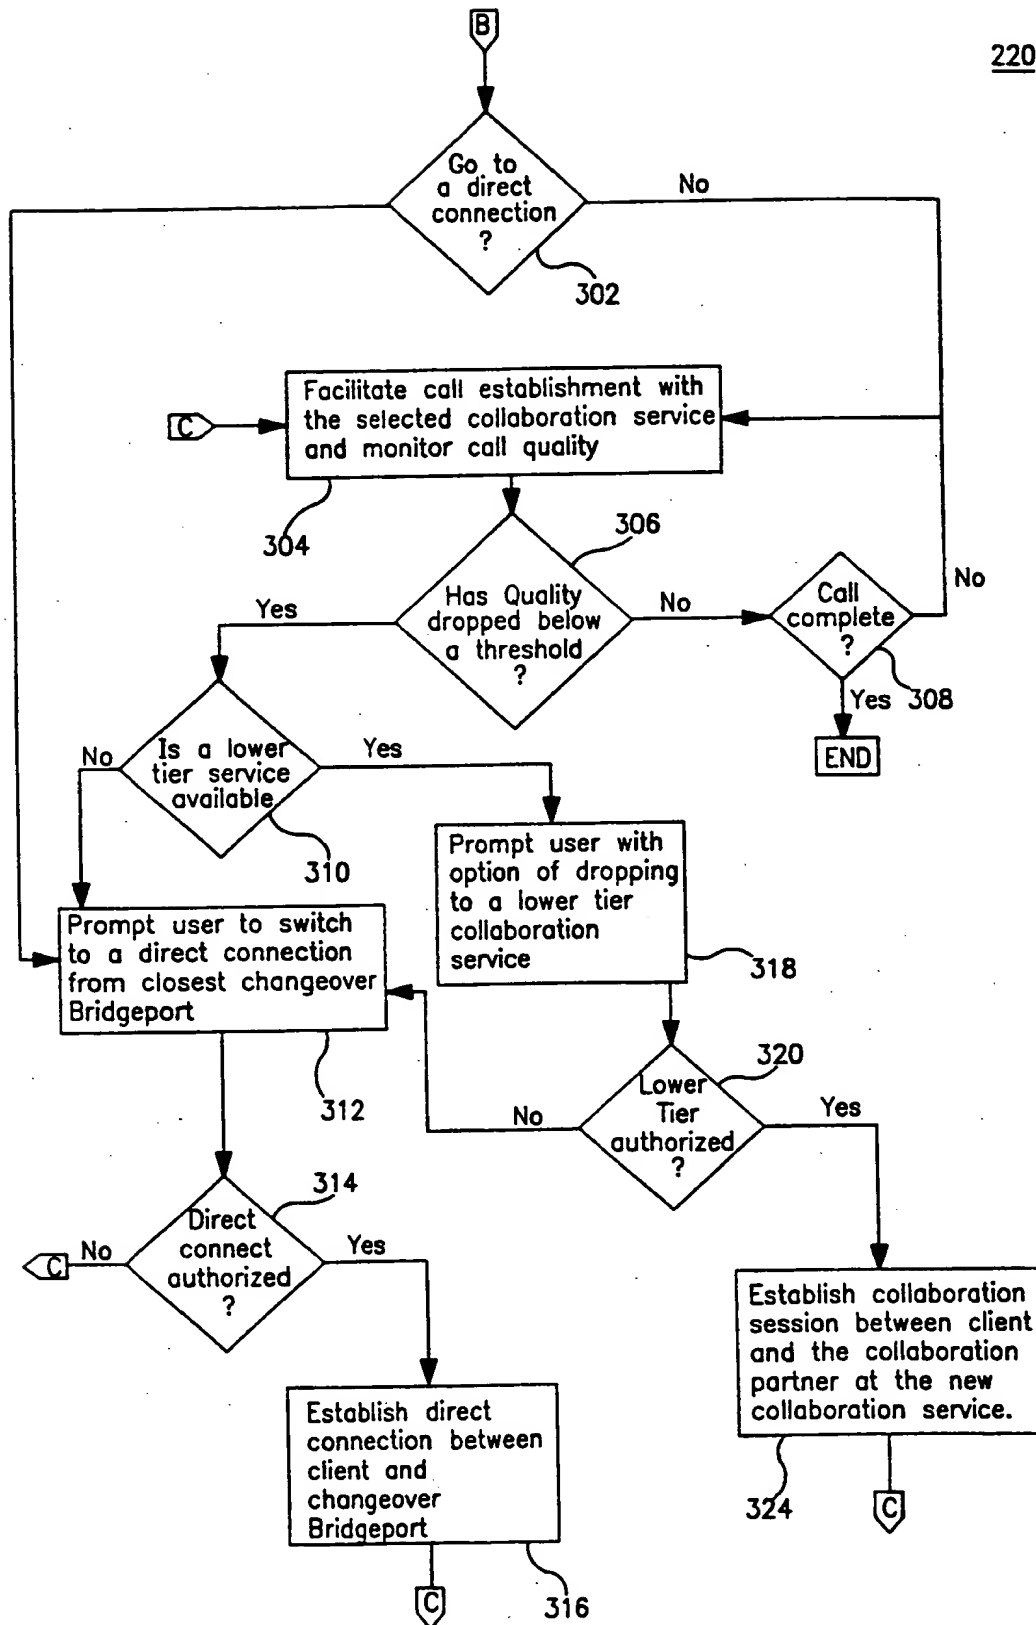 B
220
Go to
a direct
connection
?
No
302
Facilitate call establishment with
the selected collaboration service
and monitor call quality
C
304
306
Has Quality
dropped below
a threshold
?
Yes
No
Call
complete
?
No
308
Yes
END
Is a lower
tier service
available
No
Yes
310
Prompt user with
option of dropping
to a lower tier
collaboration
service
318
Prompt user to switch
to a direct connection
from closest changeover
Bridgeport
312
320
Lower
Tier
authorized
?
No
Yes
314
Direct
connect
authorized
?
No
C
Yes
Establish collaboration
session between client
and the collaboration
partner at the new
collaboration service.
324
C
Establish direct
connection between
client and
changeover
Bridgeport
316
C